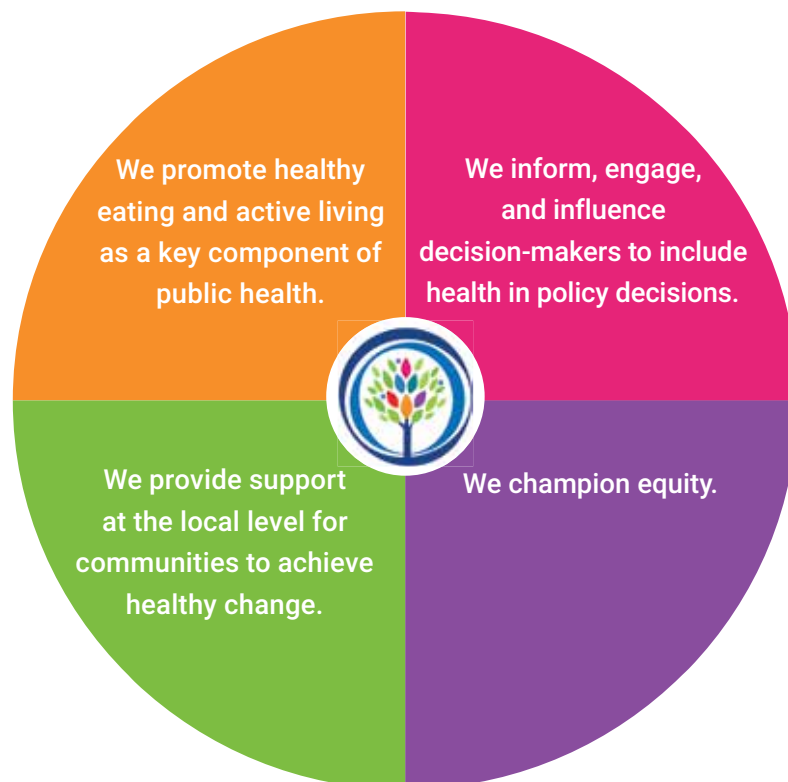 We promote healthy
eating and active living
as a key component of
public health.
We inform, engage,
and influence
decision-makers to include
health in policy decisions.
We provide support
at the local level for
communities to achieve
healthy change.
We champion equity.